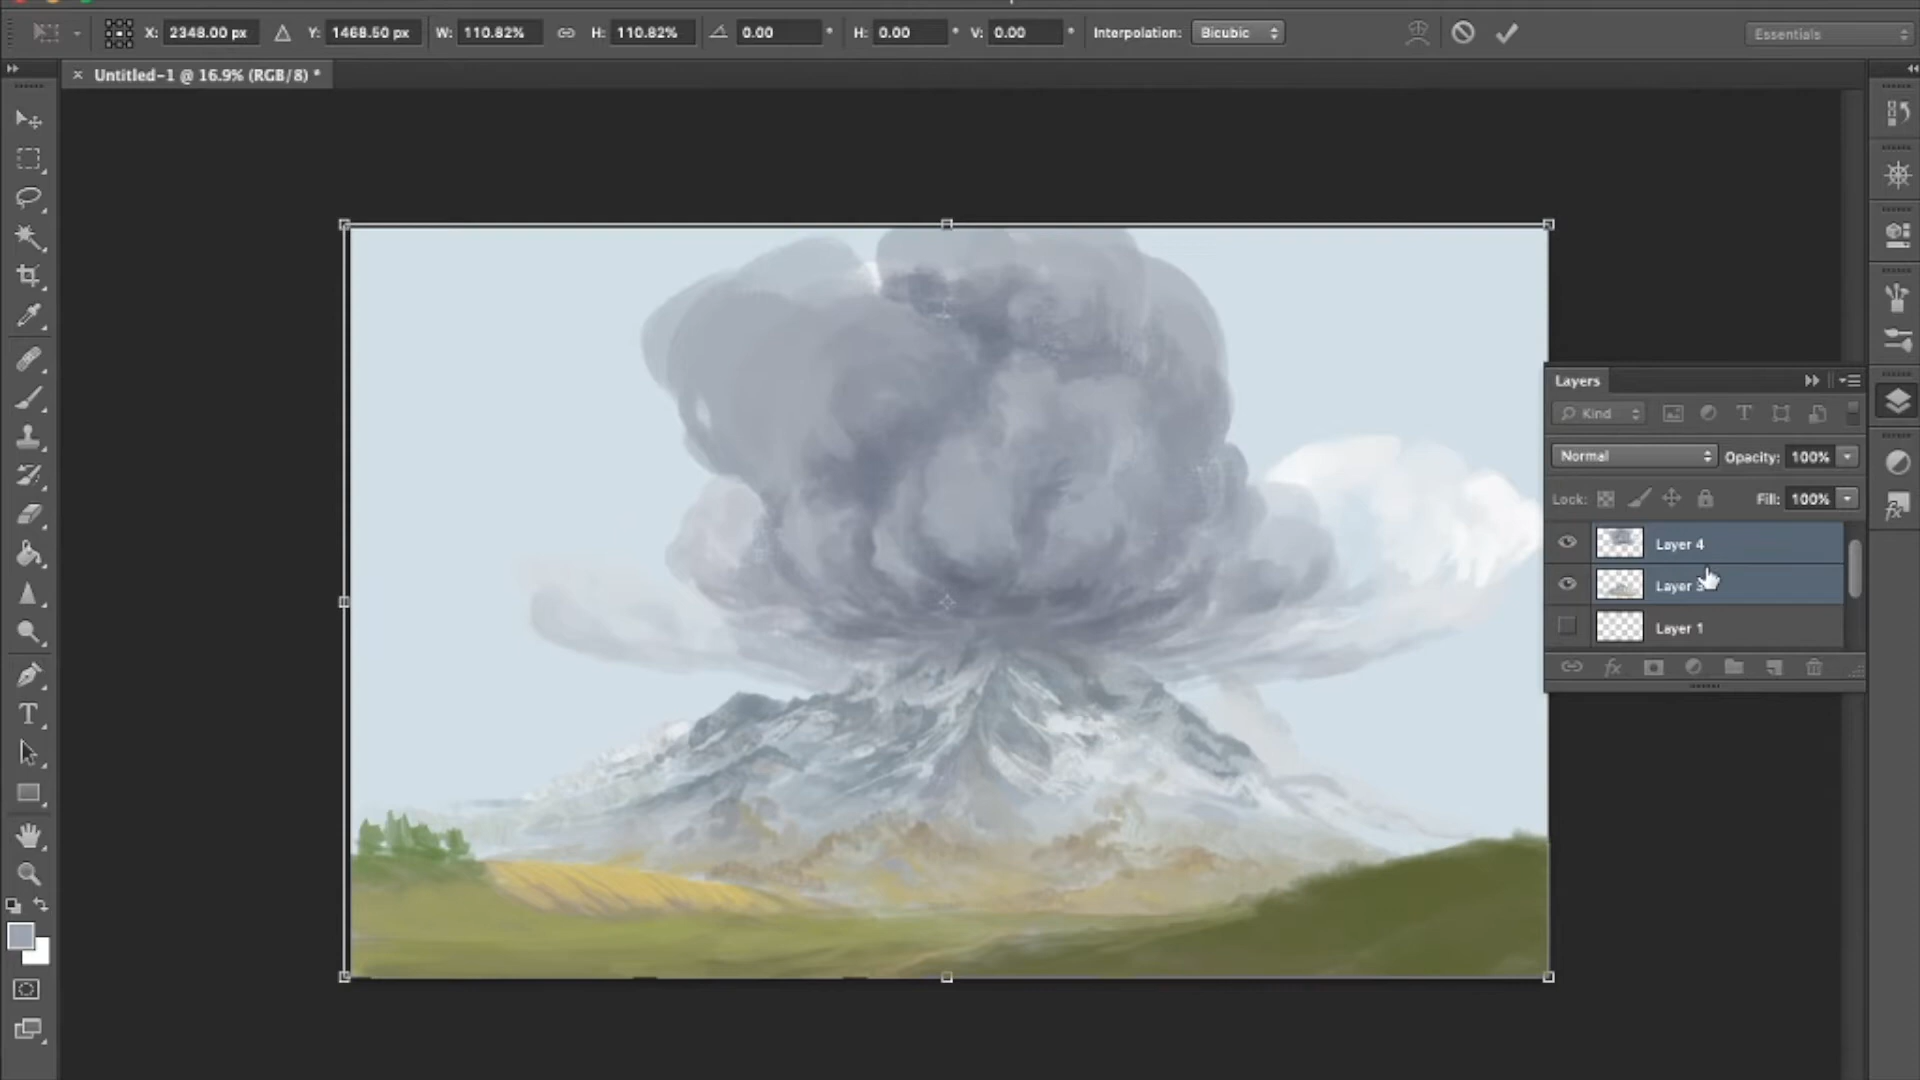 X: 2348.00 px Y: 1468.50 px W: 110.82% H: 110.82% 0.00 ° H: 0.00 ° V: 0.00 ° Interpolation: Bicubic Essentials
× Untitled-1 @ 16.9% (RGB/8) *
Layers
Kind
Normal Opacity: 100%
Lock: Fill: 100%
Layer 4
Layer
Layer 1